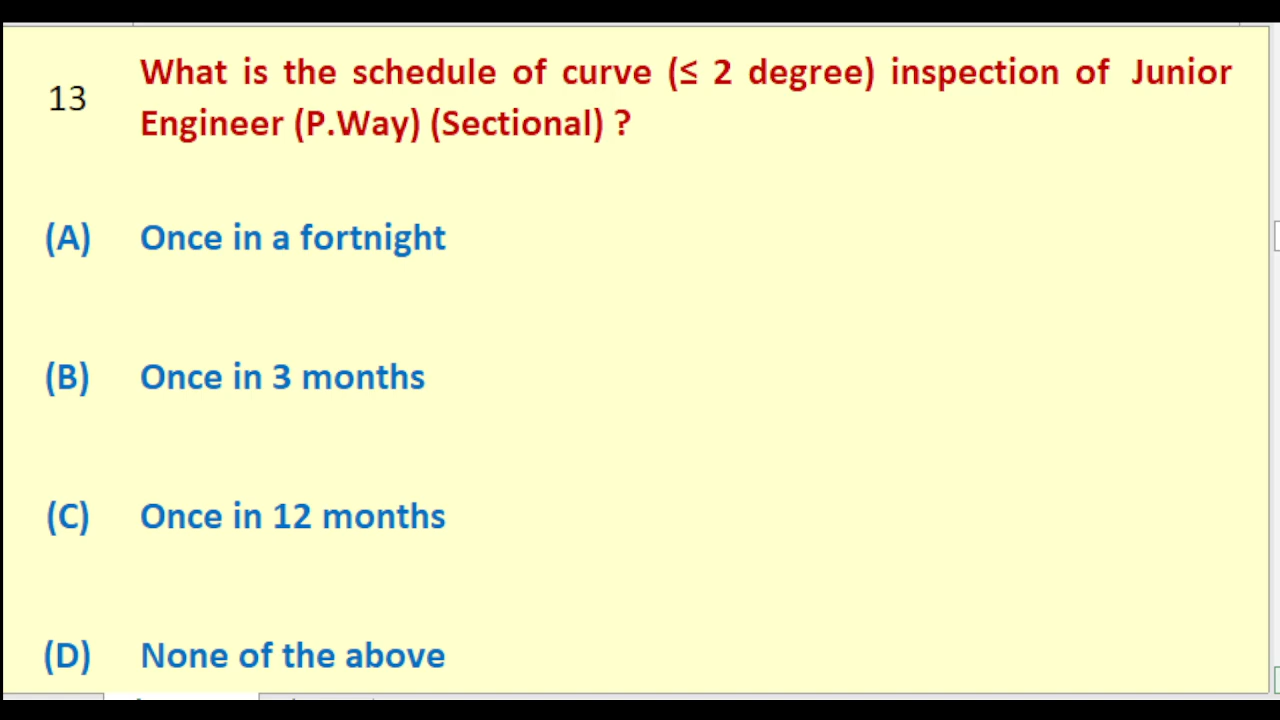 13
What is the schedule of curve (≤ 2 degree) inspection of Junior
Engineer (P.Way) (Sectional) ?
(A) Once in a fortnight
(B) Once in 3 months
(C) Once in 12 months
(D) None of the above